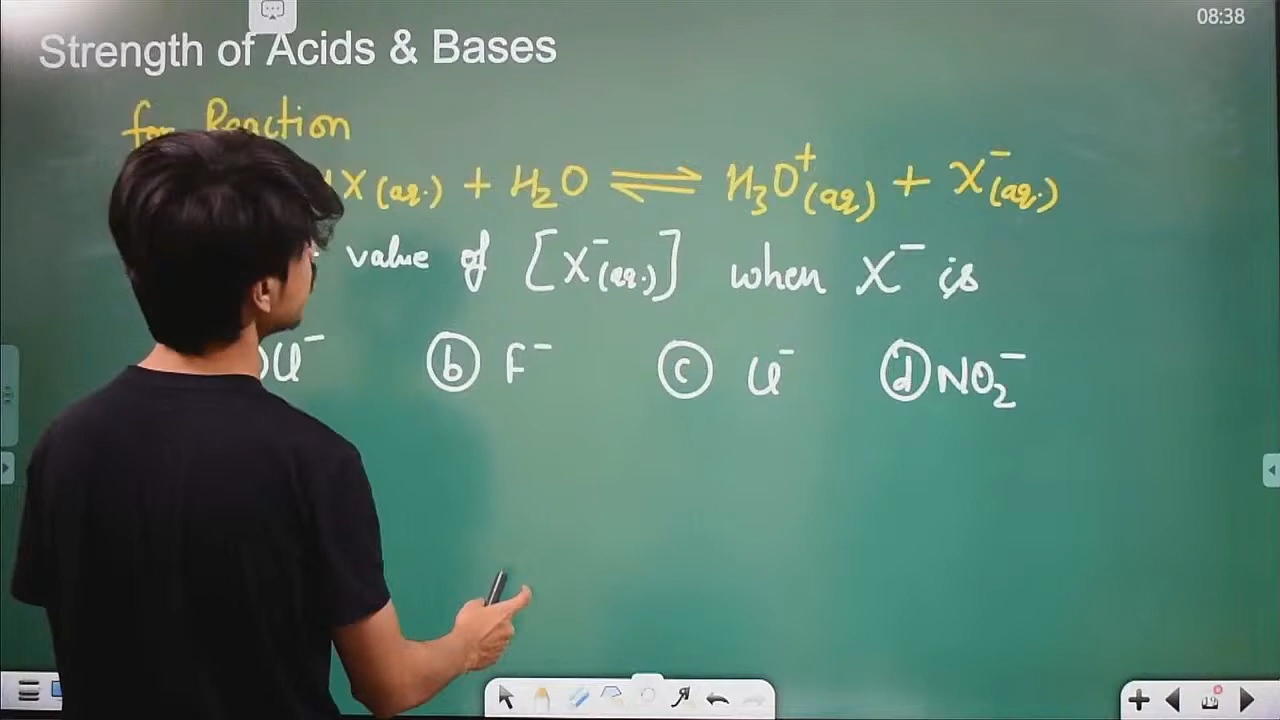 08:38
Strength of Acids & Bases
for Reaction
X(aq.) + H₂O ⇌ H₃O⁺(aq) + X⁻(aq.)
value of [X⁻(aq.)] when X⁻ is
Cl⁻ (b) F⁻ (c) Cl⁻ (d) NO₂⁻